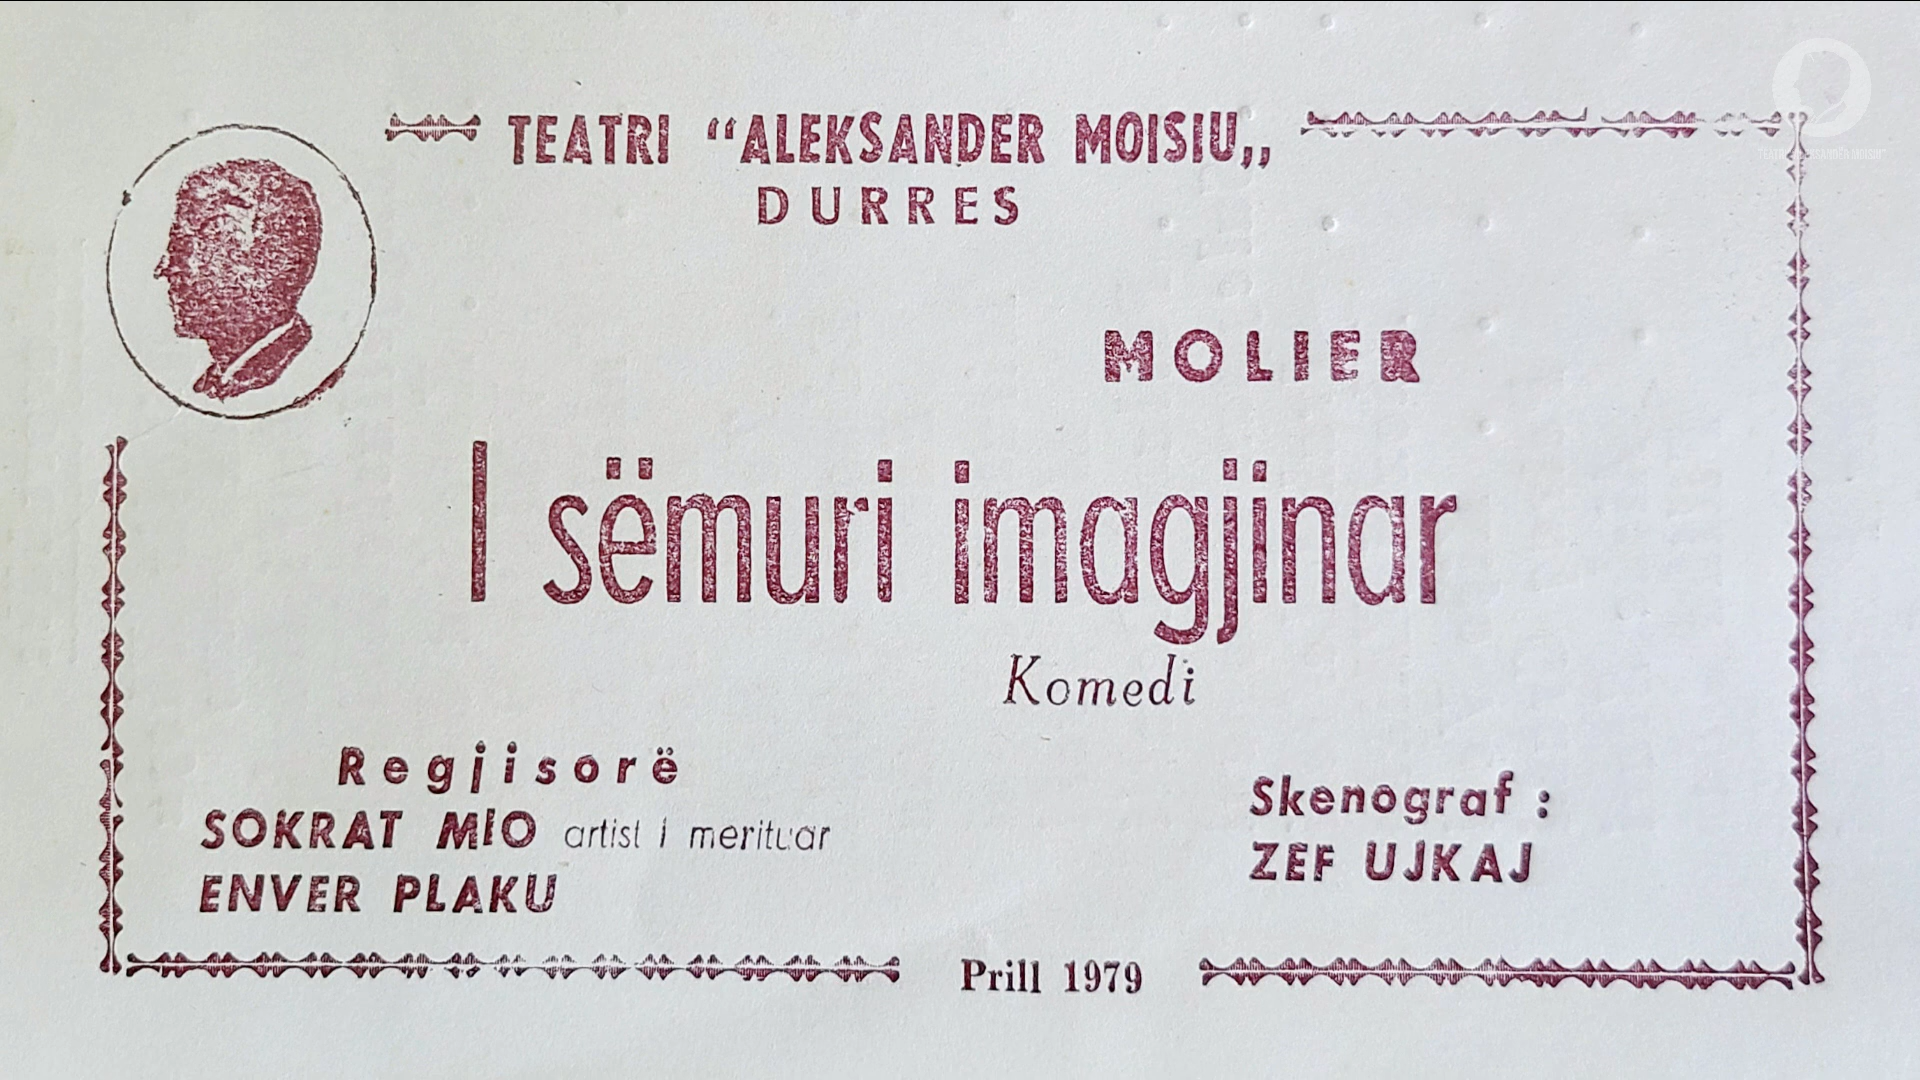 TEATRI “ALEKSANDER MOISIU„
DURRES
MOLIER
I sëmuri imagjinar
Komedi
Regjisorë
SOKRAT MIO artist i merituar
ENVER PLAKU
Skenograf :
ZEF UJKAJ
Prill 1979